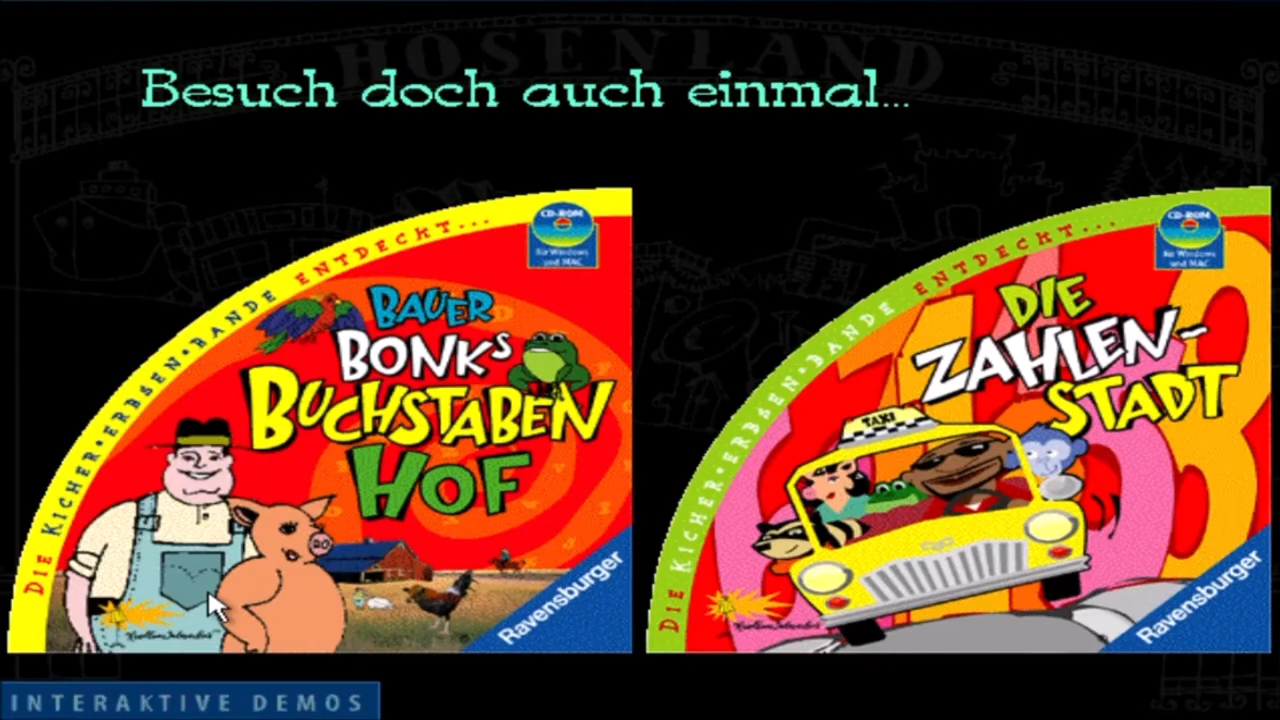 HOSENLAND
Besuch doch auch einmal...
DIE KICHER•ERBSEN•BANDE ENTDECKT...
CD-ROM
für Windows
und MAC
BAUER
BONKS
BUCHSTABEN
HOF
Ravensburger
DIE KICHER•ERBSEN•BANDE ENTDECKT...
CD-ROM
für Windows
und MAC
DIE
ZAHLEN-
STADT
TAXI
Ravensburger
INTERAKTIVE DEMOS